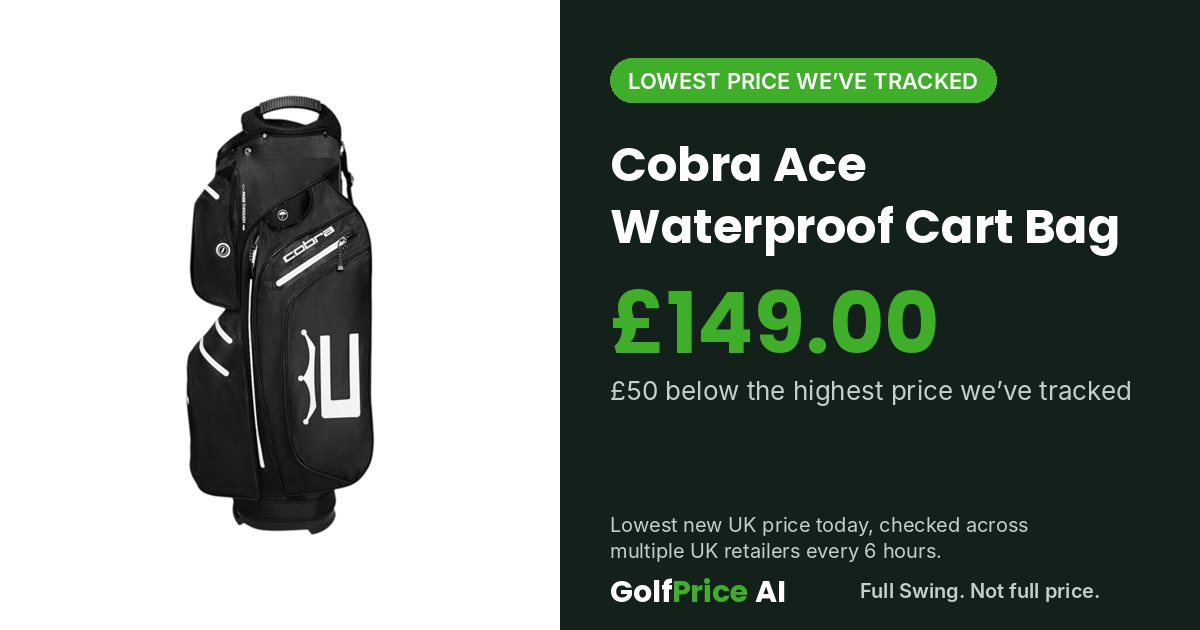 cobra
LOWEST PRICE WE’VE TRACKED
Cobra Ace
Waterproof Cart Bag
£149.00
£50 below the highest price we’ve tracked
Lowest new UK price today, checked across
multiple UK retailers every 6 hours.
GolfPrice AI
Full Swing. Not full price.